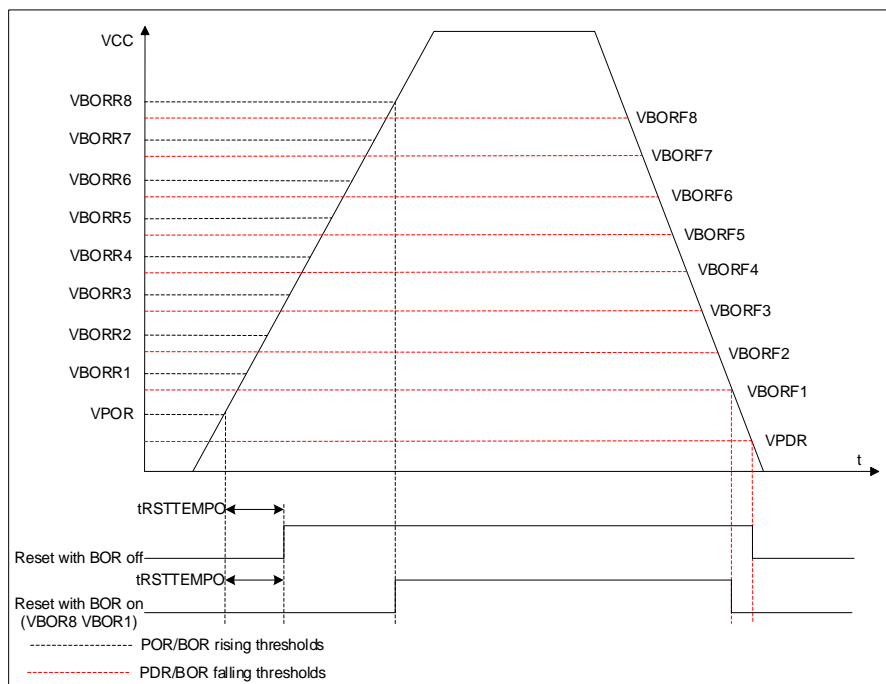 VCC
VBORR8
VBORR7
VBORR6
VBORR5
VBORR4
VBORR3
VBORR2
VBORR1
VPOR
VBORF8
VBORF7
VBORF6
VBORF5
VBORF4
VBORF3
VBORF2
VBORF1
VPDR
t
tRSTTEMPO
Reset with BOR off
tRSTTEMPO
Reset with BOR on
(VBOR8 VBOR1)
POR/BOR rising thresholds
PDR/BOR falling thresholds